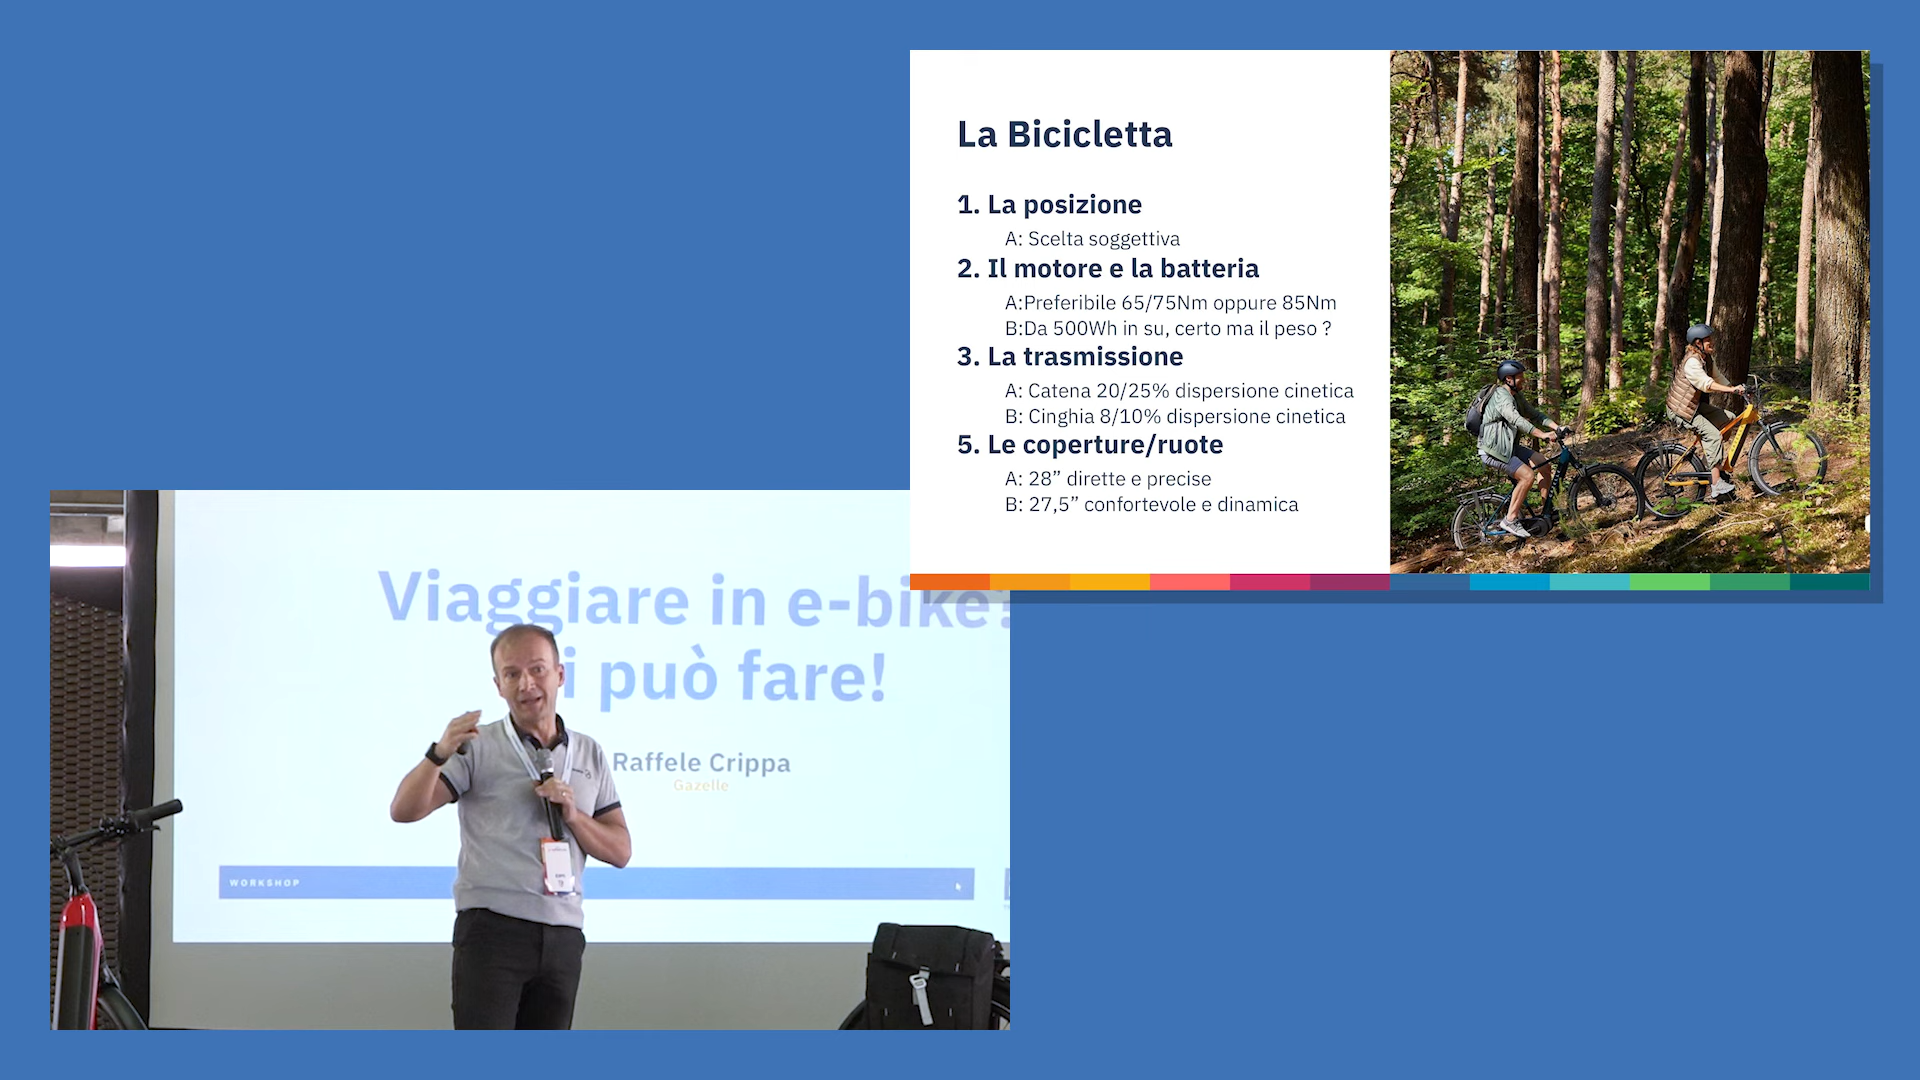 La Bicicletta
1. La posizione
A: Scelta soggettiva
2. Il motore e la batteria
A:Preferibile 65/75Nm oppure 85Nm
B:Da 500Wh in su, certo ma il peso ?
3. La trasmissione
A: Catena 20/25% dispersione cinetica
B: Cinghia 8/10% dispersione cinetica
5. Le coperture/ruote
A: 28” dirette e precise
B: 27,5” confortevole e dinamica
Viaggiare in e-bike?
i può fare!
Raffele Crippa
Gazelle
WORKSHOP